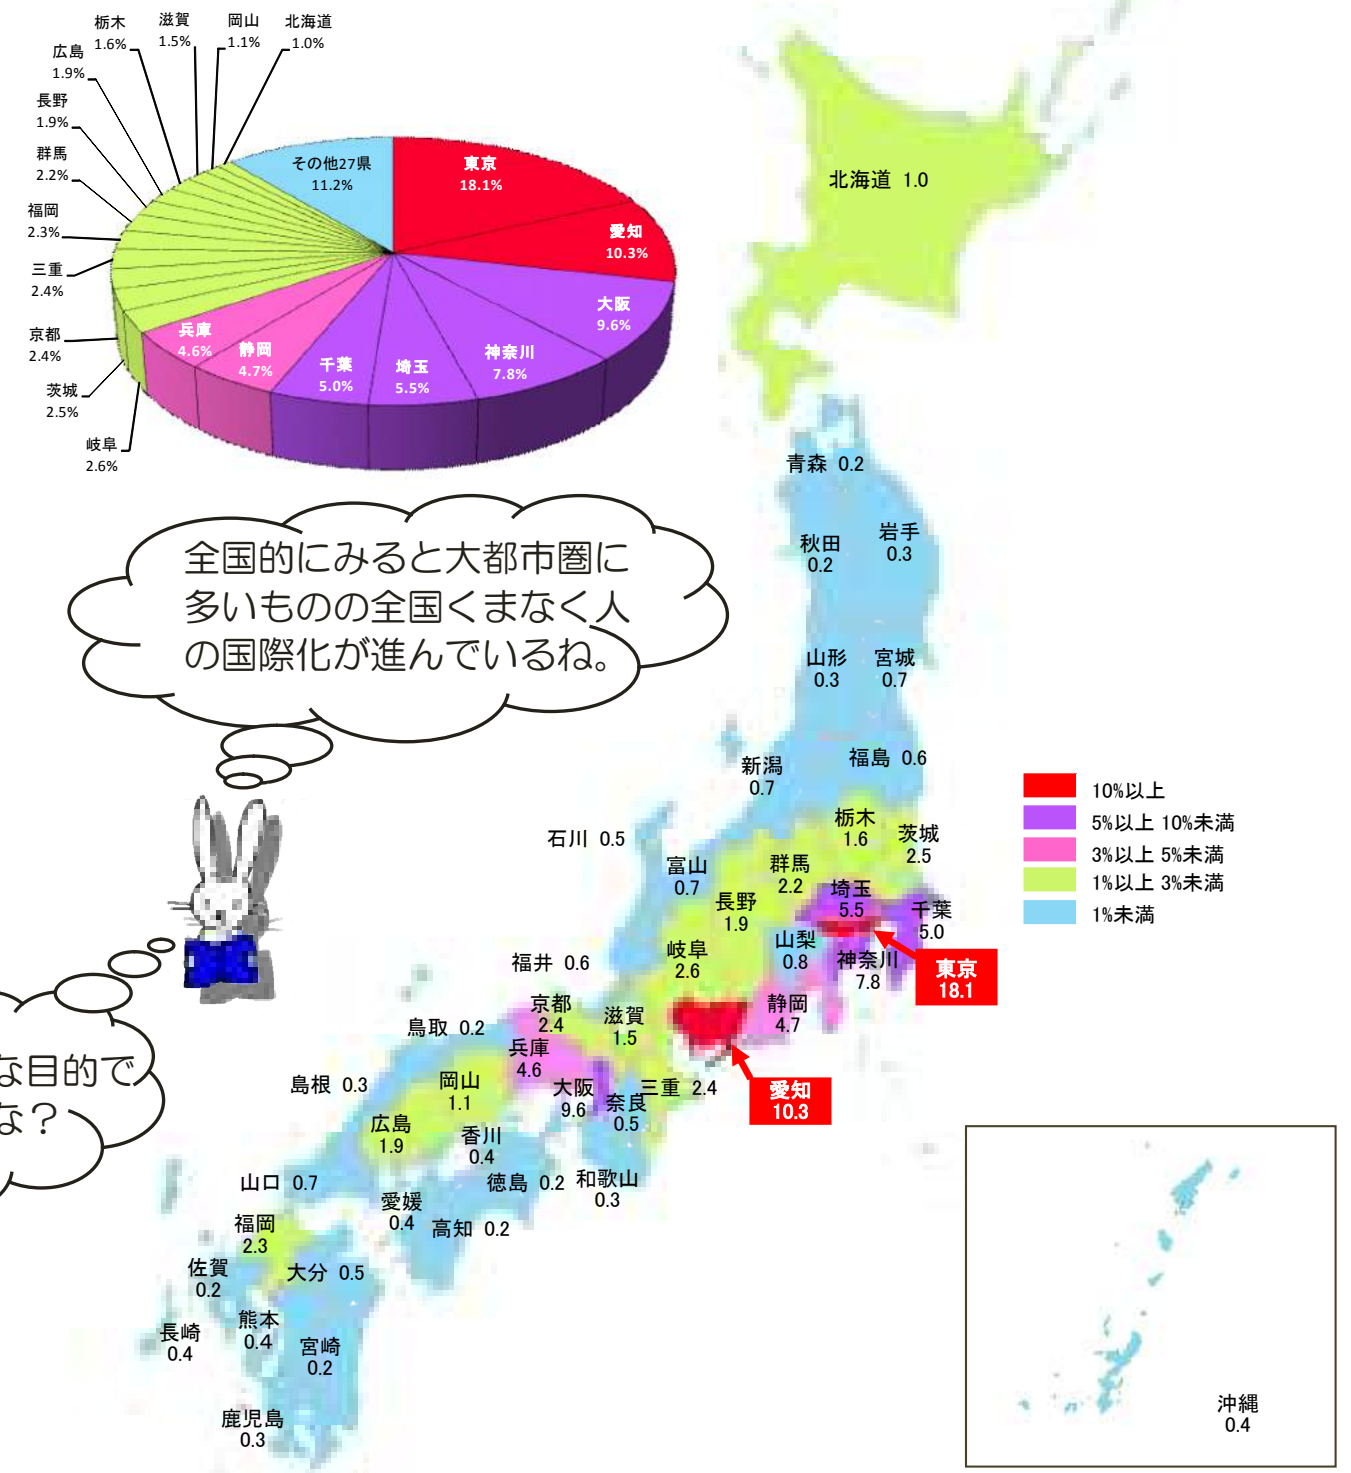 栃木
1.6%
滋賀
1.5%
岡山
1.1%
北海道
1.0%
広島
1.9%
長野
1.9%
群馬
2.2%
福岡
2.3%
三重
2.4%
京都
2.4%
茨城
2.5%
岐阜
2.6%
その他27県
11.2%
東京
18.1%
愛知
10.3%
大阪
9.6%
神奈川
7.8%
埼玉
5.5%
千葉
5.0%
静岡
4.7%
兵庫
4.6%
全国的にみると大都市圏に
多いものの全国くまなく人
の国際化が進んでいるね。
な目的で
な？
北海道 1.0
青森 0.2
秋田
0.2
岩手
0.3
山形
0.3
宮城
0.7
福島 0.6
新潟
0.7
石川 0.5
富山
0.7
栃木
1.6
茨城
2.5
群馬
2.2
長野
1.9
埼玉
5.5
千葉
5.0
山梨
0.8
神奈川
7.8
東京
18.1
岐阜
2.6
福井 0.6
静岡
4.7
愛知
10.3
京都
2.4
滋賀
1.5
鳥取 0.2
兵庫
4.6
島根 0.3
岡山
1.1
大阪
9.6
奈良
0.5
三重 2.4
広島
1.9
香川
0.4
徳島 0.2
和歌山
0.3
山口 0.7
愛媛
0.4
高知 0.2
福岡
2.3
佐賀
0.2
大分 0.5
長崎
0.4
熊本
0.4
宮崎
0.2
鹿児島
0.3
沖縄
0.4
10%以上
5%以上 10%未満
3%以上 5%未満
1%以上 3%未満
1%未満